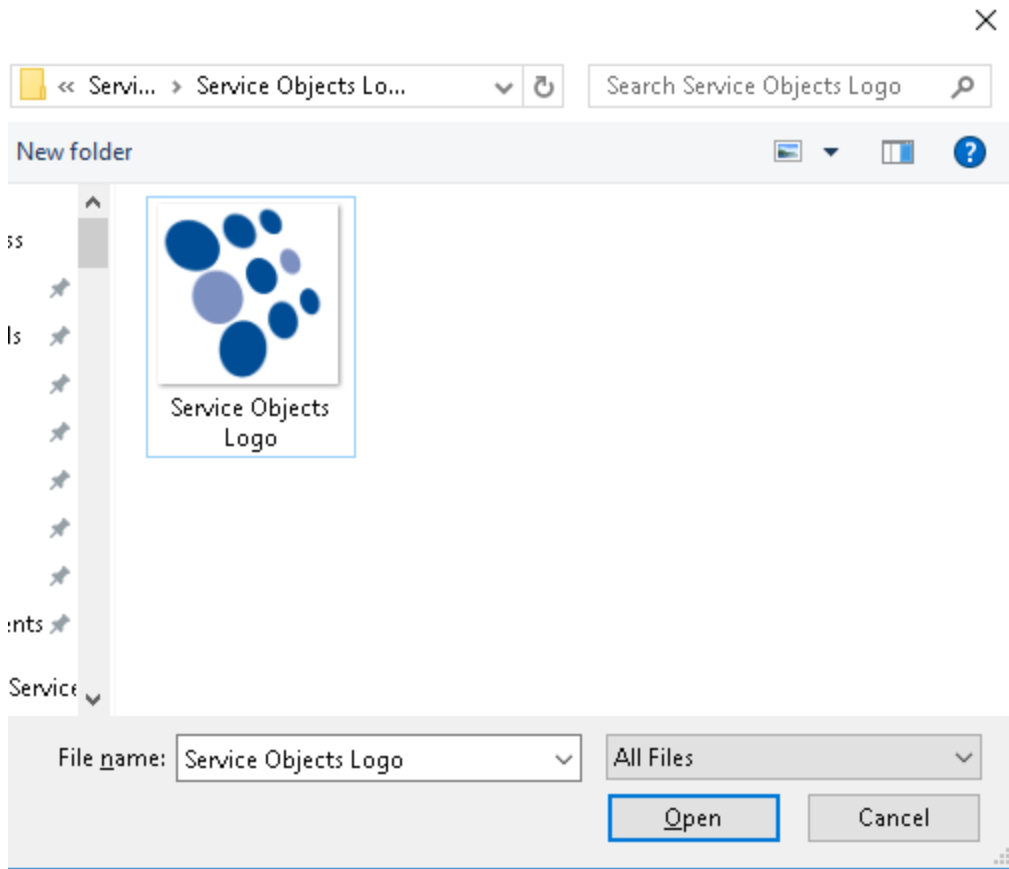 « Servi... > Service Objects Lo...
Search Service Objects Logo
New folder
?
ss
ls
Service Objects
Logo
ents
Service
File name:
Service Objects Logo
All Files
Open
Cancel